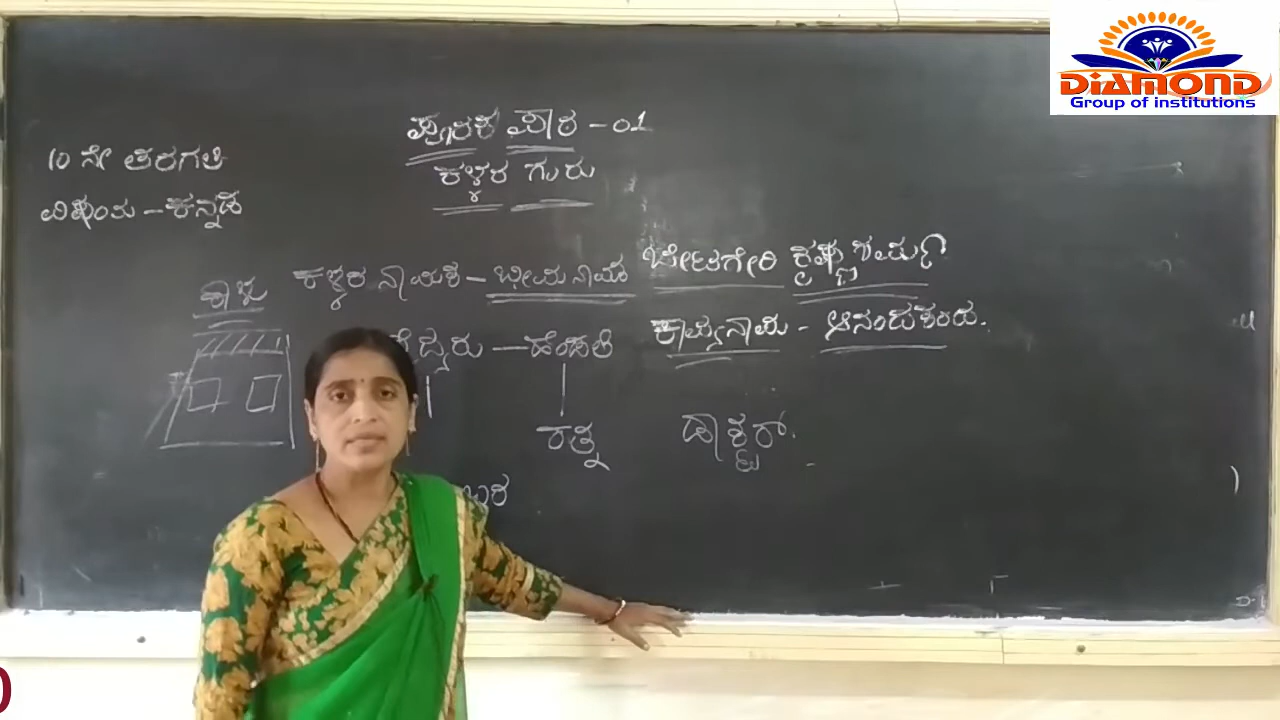 DiAMOND
Group of institutions
ಪೂರಕ ಪಾಠ - 01
ಕಳ್ಳರ ಗುರು
10 ನೇ ತರಗತಿ
ವಿಷಯ - ಕನ್ನಡ
ಬೆಟಗೇರಿ ಕೃಷ್ಣಶರ್ಮ
ಕಳ್ಳರ ನಾಯಕ - ಭೀಮನಾಯಕ
ಕಾವ್ಯನಾಮ - ಆನಂದಕಂದರು.
ಹೆಂಡತಿ
ರತ್ನ
ಡಾಕ್ಟರ್.